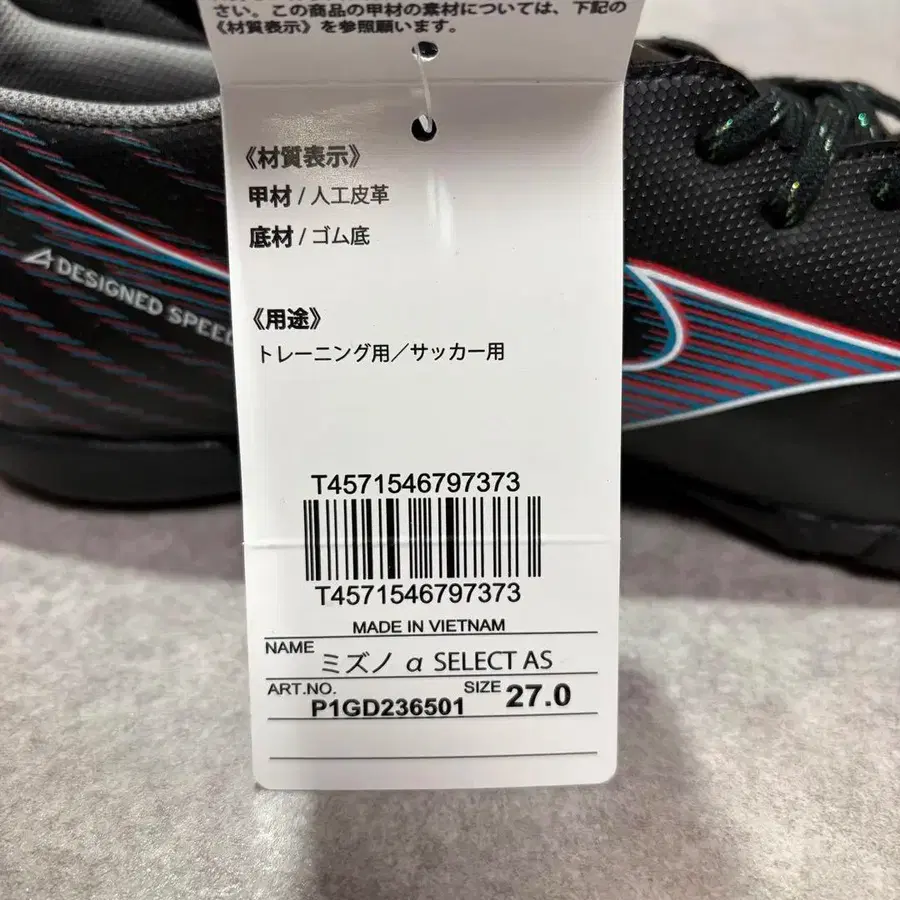 さい。この商品の甲材の素材については、下記の
《材質表示》を参照願います。
《材質表示》
甲材 / 人工皮革
底材 / ゴム底
《用途》
トレーニング用／サッカー用
T4571546797373
T4571546797373
MADE IN VIETNAM
NAME ミズノ α SELECT AS
ART.NO. P1GD236501 SIZE 27.0
DESIGNED SPEED